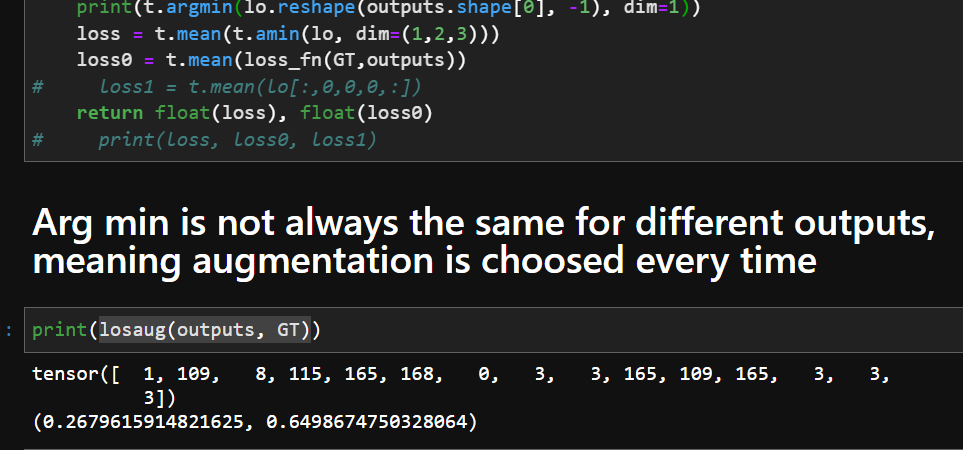 print(t.argmin(lo.reshape(outputs.shape[0], -1), dim=1))
loss = t.mean(t.amin(lo, dim=(1,2,3)))
loss0 = t.mean(loss_fn(GT,outputs))
#     loss1 = t.mean(lo[:,0,0,0,:])
return float(loss), float(loss0)
#     print(loss, loss0, loss1)
Arg min is not always the same for different outputs,
meaning augmentation is choosed every time
: print(losaug(outputs, GT))
tensor([  1, 109,   8, 115, 165, 168,   0,   3,   3, 165, 109, 165,   3,   3,
3])
(0.2679615914821625, 0.6498674750328064)